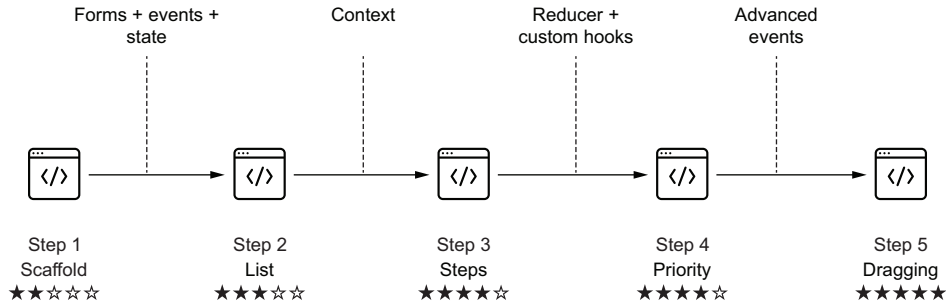 Forms + events +
state
Context
Reducer +
custom hooks
Advanced
events
</>
</>
</>
</>
</>
Step 1
Scaffold
★★☆☆☆
Step 2
List
★★★☆☆
Step 3
Steps
★★★★☆
Step 4
Priority
★★★★☆
Step 5
Dragging
★★★★★